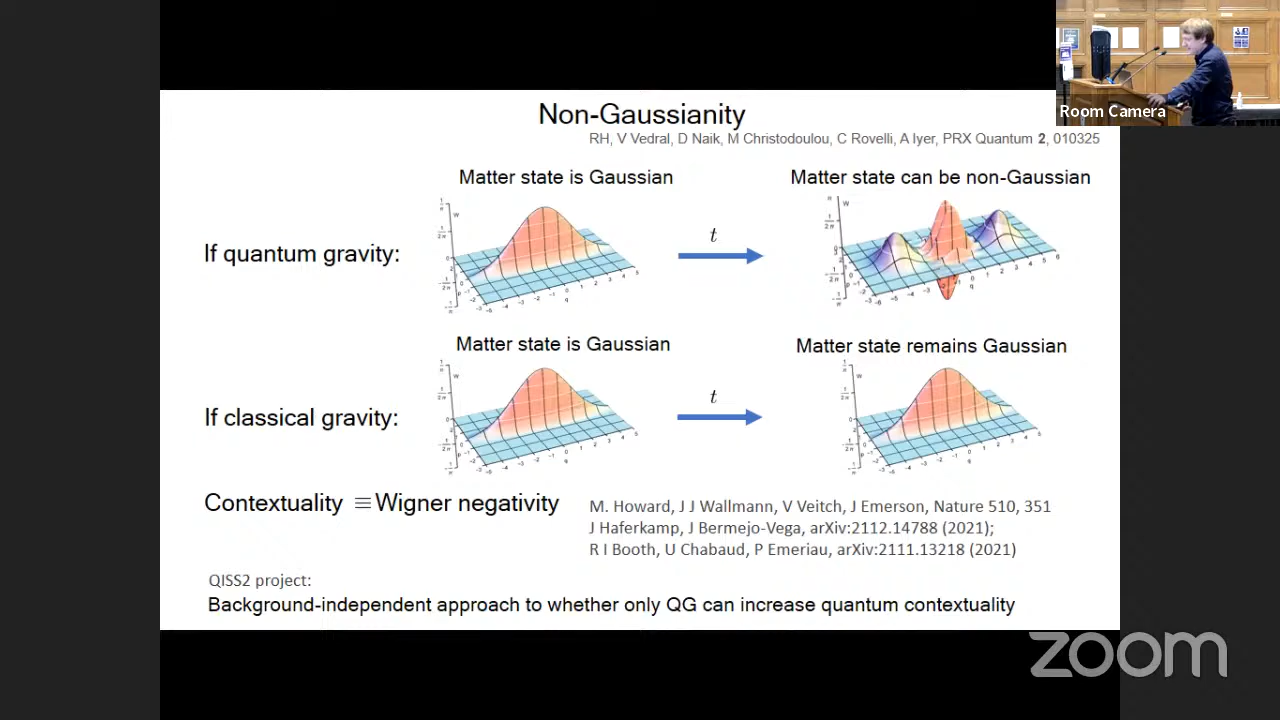 Non-Gaussianity
RH, V Vedral, D Naik, M Christodoulou, C Rovelli, A Iyer, PRX Quantum 2, 010325
Room Camera
Matter state is Gaussian
Matter state can be non-Gaussian
If quantum gravity:
t
Matter state is Gaussian
Matter state remains Gaussian
If classical gravity:
t
Contextuality ≡ Wigner negativity
M. Howard, J J Wallmann, V Veitch, J Emerson, Nature 510, 351
J Haferkamp, J Bermejo-Vega, arXiv:2112.14788 (2021);
R I Booth, U Chabaud, P Emeriau, arXiv:2111.13218 (2021)
QISS2 project:
Background-independent approach to whether only QG can increase quantum contextuality
zoom